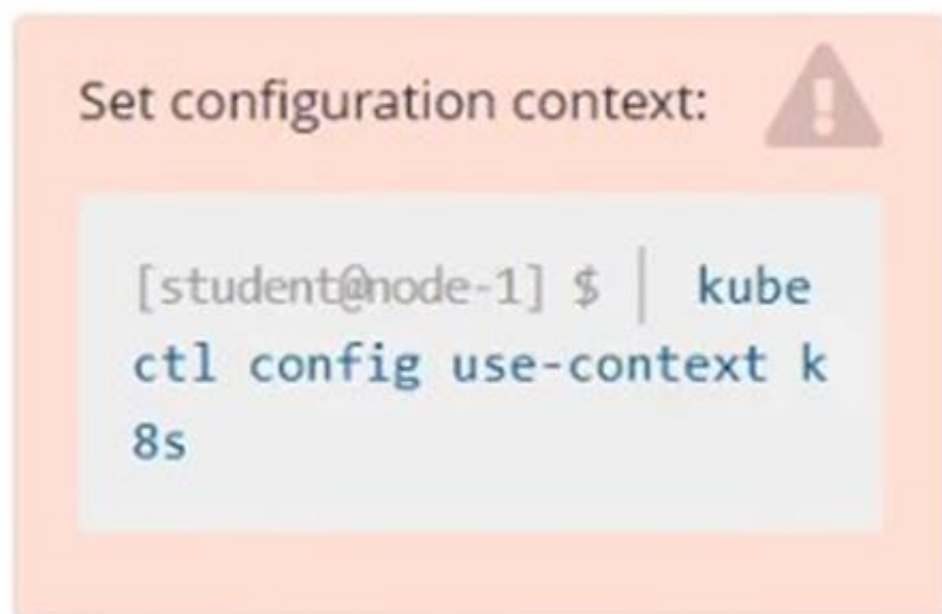 Set configuration context:
[student@node-1] $ | kube
ctl config use-context k
8s